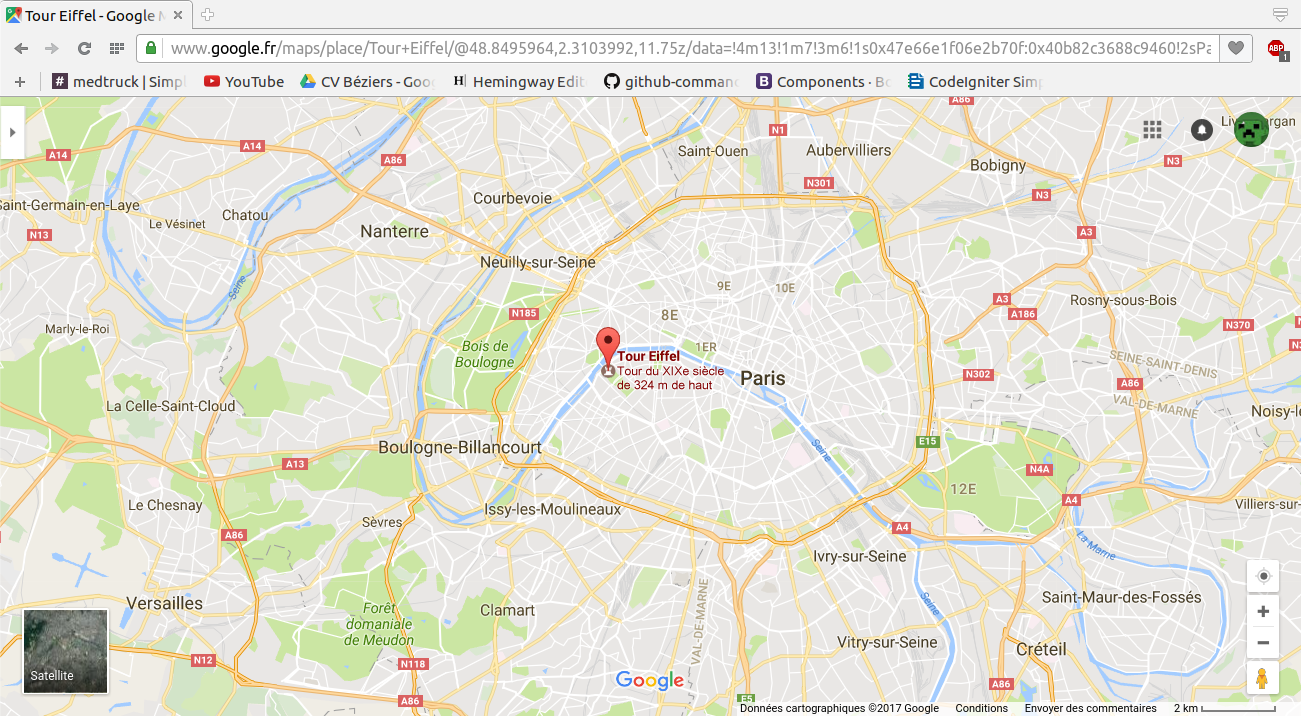 Tour Eiffel - Google M
www.google.fr/maps/place/Tour+Eiffel/@48.8495964,2.3103992,11.75z/data=!4m13!1m7!3m6!1s0x47e66e1f06e2b70f:0x40b82c3688c9460!2sPa
ABP
1
medtruck | Simpl
YouTube
CV Béziers - Goo
H
Hemingway Edit
github-comman
B
Components · Bo
CodeIgniter Simp
A86
N1
A14
A14
A86
Saint-Ouen
Aubervilliers
Bobigny
N3
N301
N3
Courbevoie
Saint-Germain-en-Laye
Chatou
Le Vésinet
Nanterre
N13
A3
Neuilly-sur-Seine
Seine
9E
10E
A3
Rosny-sous-Bois
N185
8E
A186
N370
Marly-le-Roi
Bois de
Boulogne
1ER
Tour Eiffel
Tour du XIXe siècle
de 324 m de haut
Paris
SEINE-SAINT-DENIS
N302
A86
VAL-DE-MARNE
La Celle-Saint-Cloud
Noisy-le
Boulogne-Billancourt
Seine
E15
A13
N4A
12E
A4
Le Chesnay
Issy-les-Moulineaux
Villiers-sur-
Sèvres
A86
A4
La Marne
Ivry-sur-Seine
Versailles
Forêt
domaniale
de Meudon
Clamart
VAL-DE-MARNE
Seine
Saint-Maur-des-Fossés
Vitry-sur-Seine
Créteil
N12
N118
Satellite
Google
A86
A86
E5
Données cartographiques ©2017 Google Conditions Envoyer des commentaires 2 km